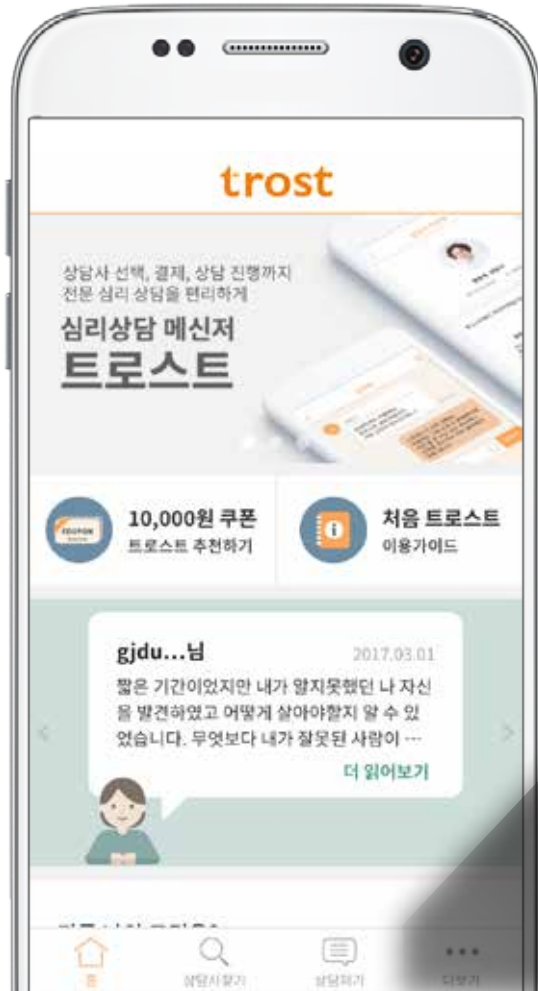 trost
상담사 선택, 결제, 상담 진행까지
전문 심리 상담을 편리하게
심리상담 메신저
트로스트
COUPON
10,000원 쿠폰
트로스트 추천하기
i
처음 트로스트
이용가이드
gjdu...님
2017.03.01
짧은 기간이었지만 내가 알지못했던 나 자신
을 발견하였고 어떻게 살아야할지 알 수 있
었습니다. 무엇보다 내가 잘못된 사람이 …
더 읽어보기
홈
상담사찾기
상담하기
더보기